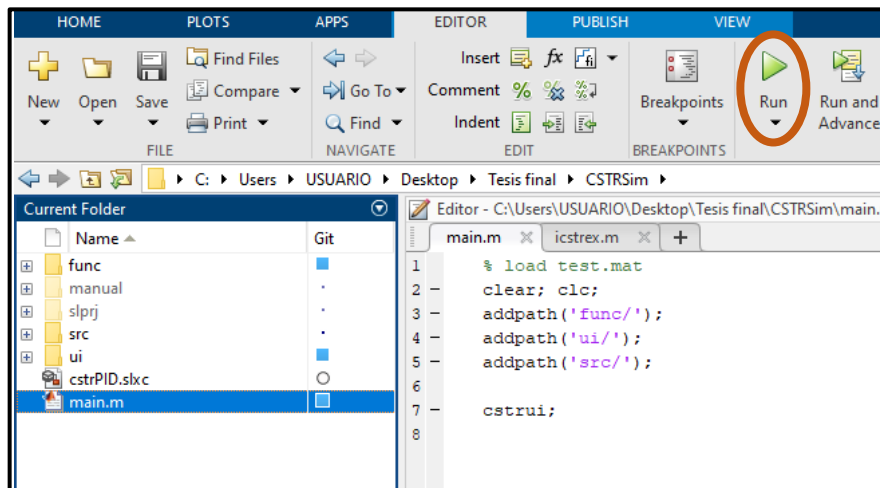 HOME PLOTS APPS EDITOR PUBLISH VIEW
Find Files Insert fx
Compare Go To Comment
New Open Save Print Find Indent Breakpoints Run Run and
Advance
FILE NAVIGATE EDIT BREAKPOINTS
C: Users USUARIO Desktop Tesis final CSTRSim
Current Folder Editor - C:\Users\USUARIO\Desktop\Tesis final\CSTRSim\main.
Name Git main.m icstrex.m
func 1 % load test.mat
manual 2 clear; clc;
slprj 3 addpath('func/');
src 4 addpath('ui/');
ui 5 addpath('src/');
cstrPID.slxc 6
main.m 7 cstrui;
8